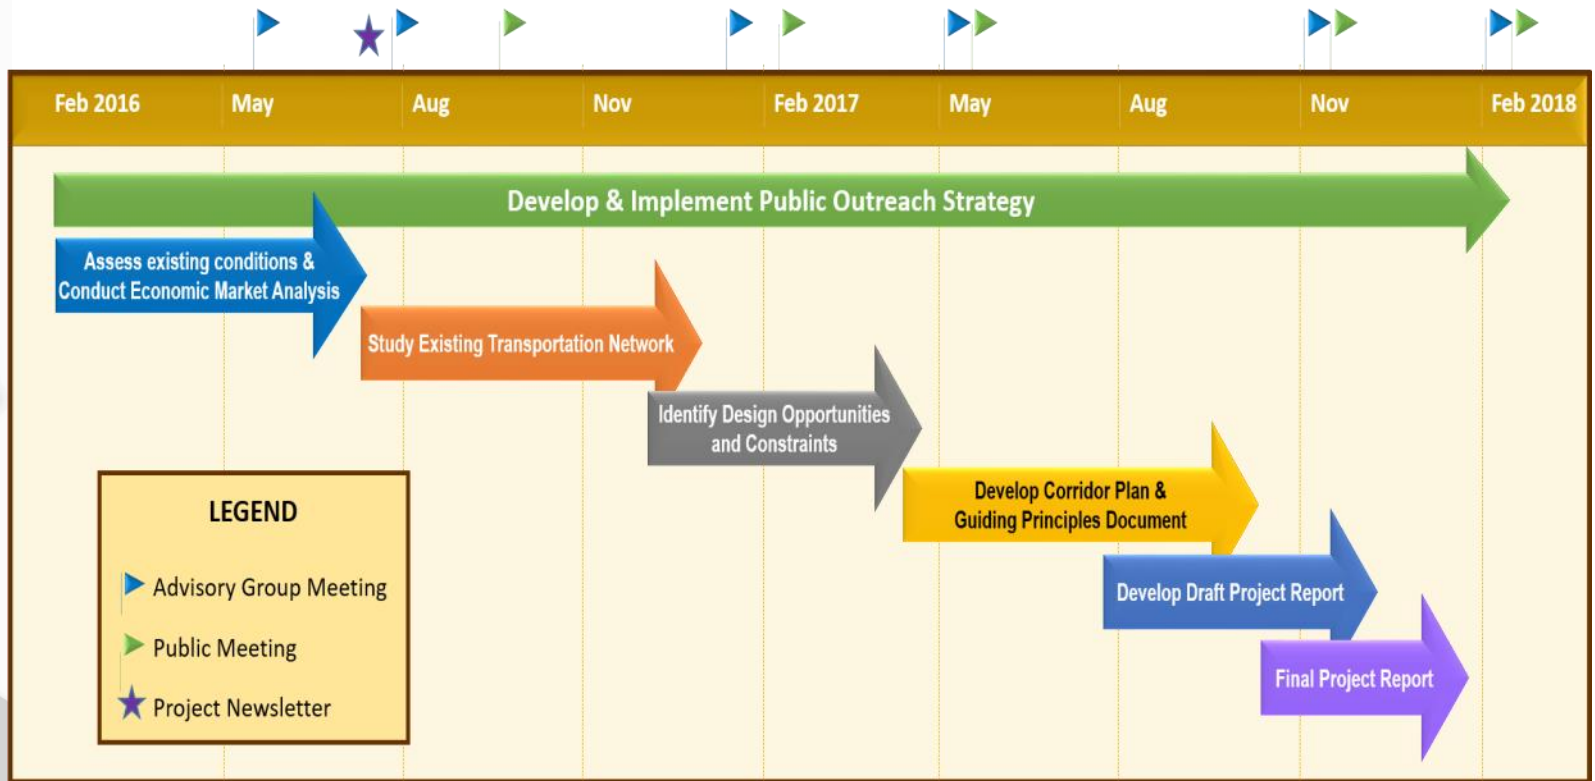 Feb 2016 May Aug Nov Feb 2017 May Aug Nov Feb 2018
Develop & Implement Public Outreach Strategy
Assess existing conditions &
Conduct Economic Market Analysis
Study Existing Transportation Network
Identify Design Opportunities
and Constraints
Develop Corridor Plan &
Guiding Principles Document
Develop Draft Project Report
Final Project Report
LEGEND
Advisory Group Meeting
Public Meeting
Project Newsletter